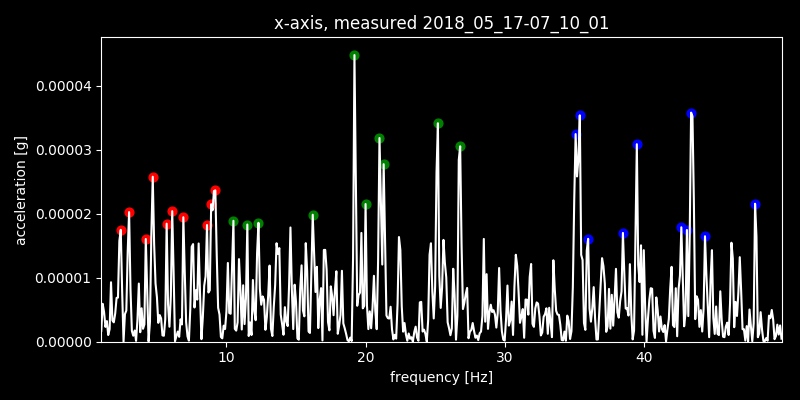 x-axis, measured 2018_05_17-07_10_01
acceleration [g]
0.00004
0.00003
0.00002
0.00001
0.00000
10 20 30 40
frequency [Hz]